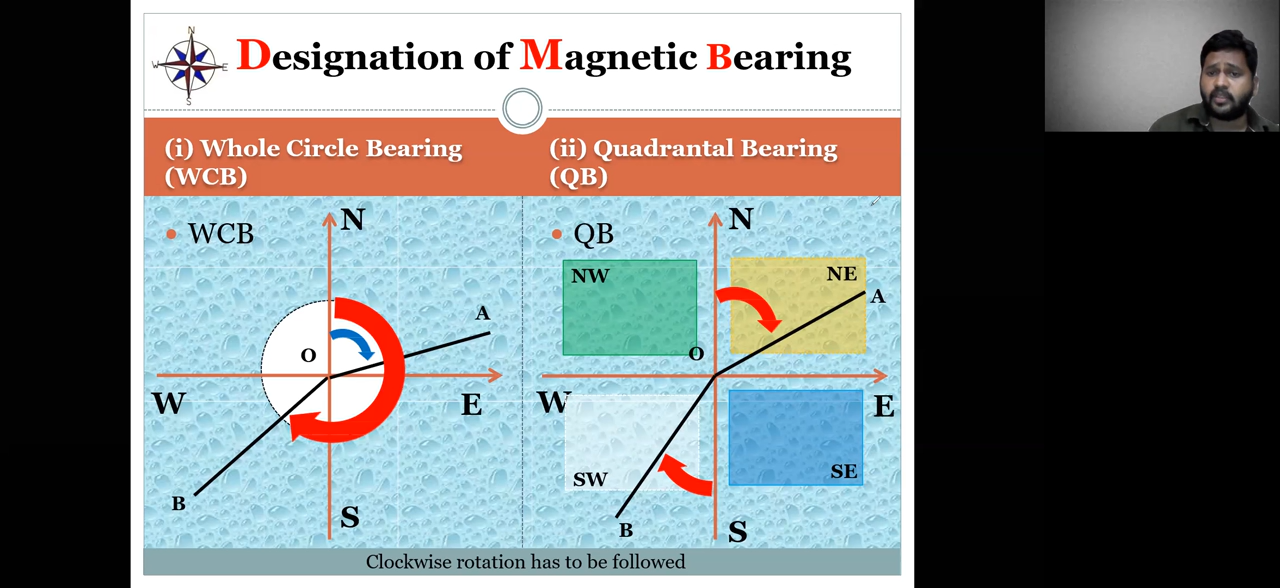 N
W E
S
Designation of Magnetic Bearing
(i) Whole Circle Bearing
(WCB)
(ii) Quadrantal Bearing
(QB)
• WCB
N
A
O
W
E
B
S
• QB
N
NW
NE
A
O
W
E
SW
SE
B
S
Clockwise rotation has to be followed